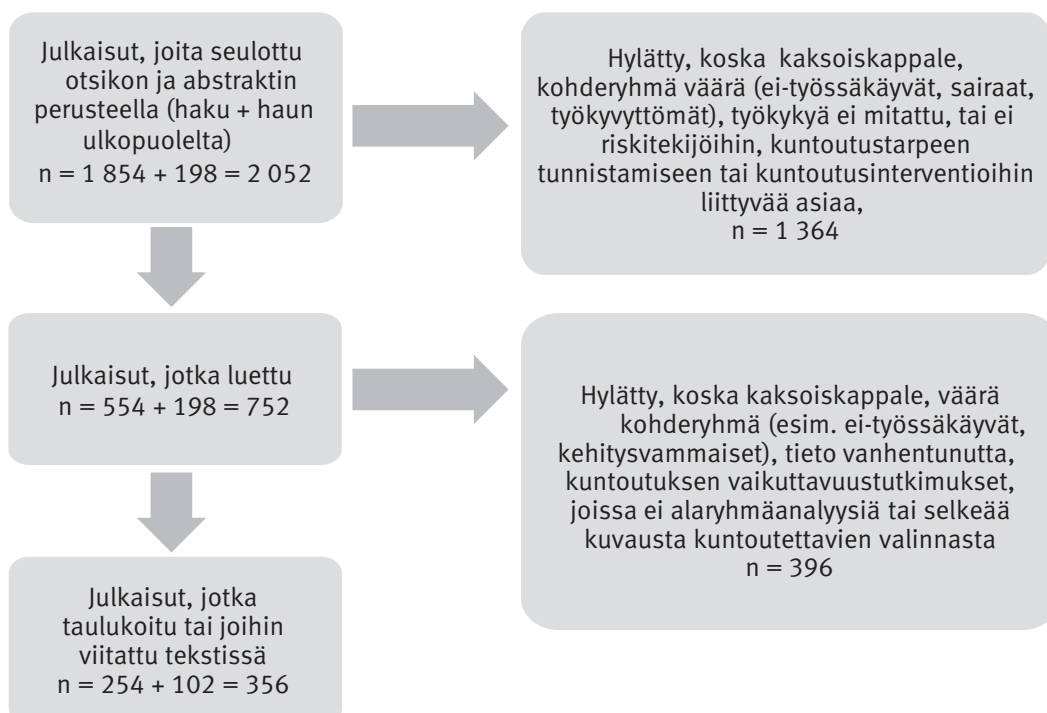 Julkaisut, joita seulottu
otsikon ja abstraktin
perusteella (haku + haun
ulkopuolelta)
n = 1 854 + 198 = 2 052
Hylätty, koska kaksoiskappale,
kohderyhmä väärä (ei-työssäkäyvät, sairaat,
työkyvyttömät), työkykyä ei mitattu, tai ei
riskitekijöihin, kuntoutustarpeen
tunnistamiseen tai kuntoutusinterventioihin
liittyvää asiaa,
n = 1 364
Julkaisut, jotka luettu
n = 554 + 198 = 752
Hylätty, koska kaksoiskappale, väärä
kohderyhmä (esim. ei-työssäkäyvät,
kehitysvammaiset), tieto vanhentunutta,
kuntoutuksen vaikuttavuustutkimukset,
joissa ei alaryhmäanalyysiä tai selkeää
kuvausta kuntoutettavien valinnasta
n = 396
Julkaisut, jotka
taulukoitu tai joihin
viitattu tekstissä
n = 254 + 102 = 356